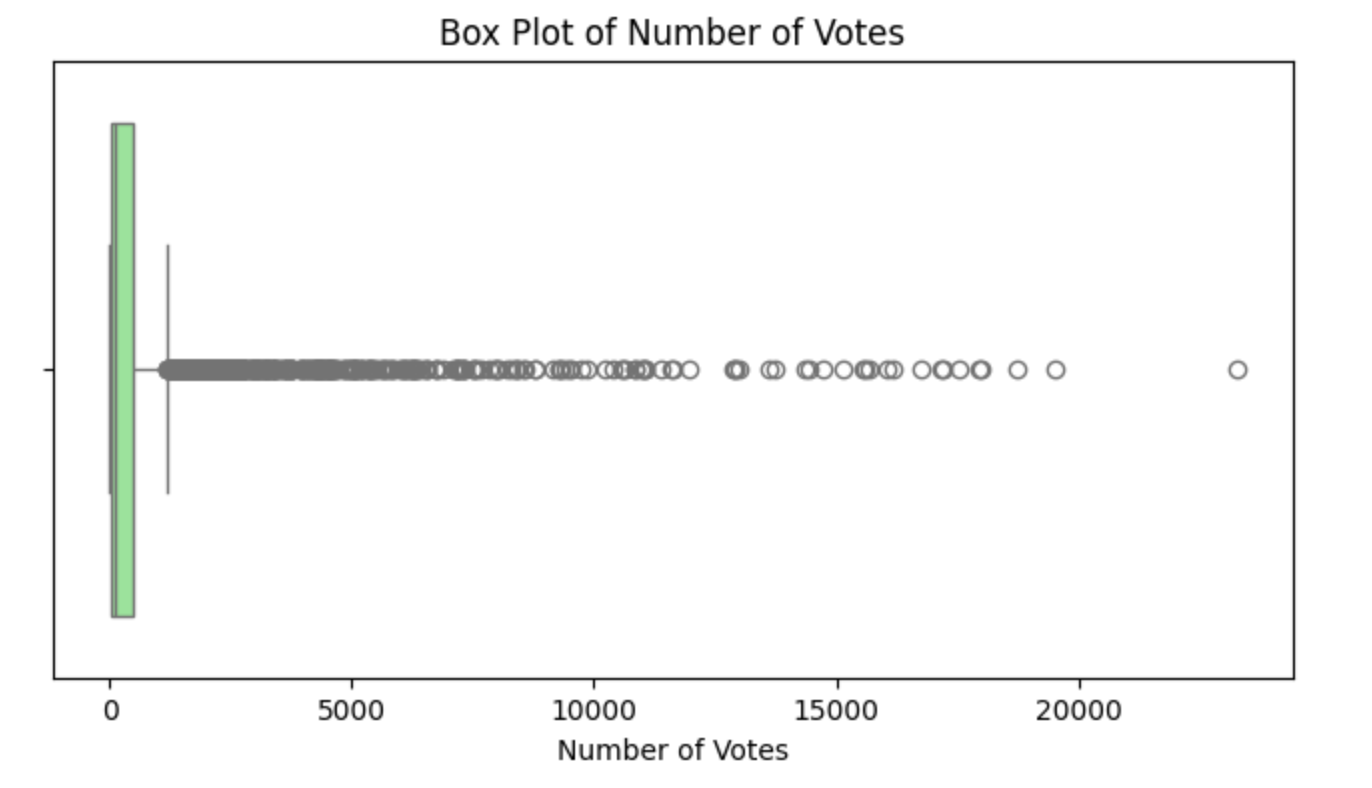 Box Plot of Number of Votes
0 5000 10000 15000 20000
Number of Votes